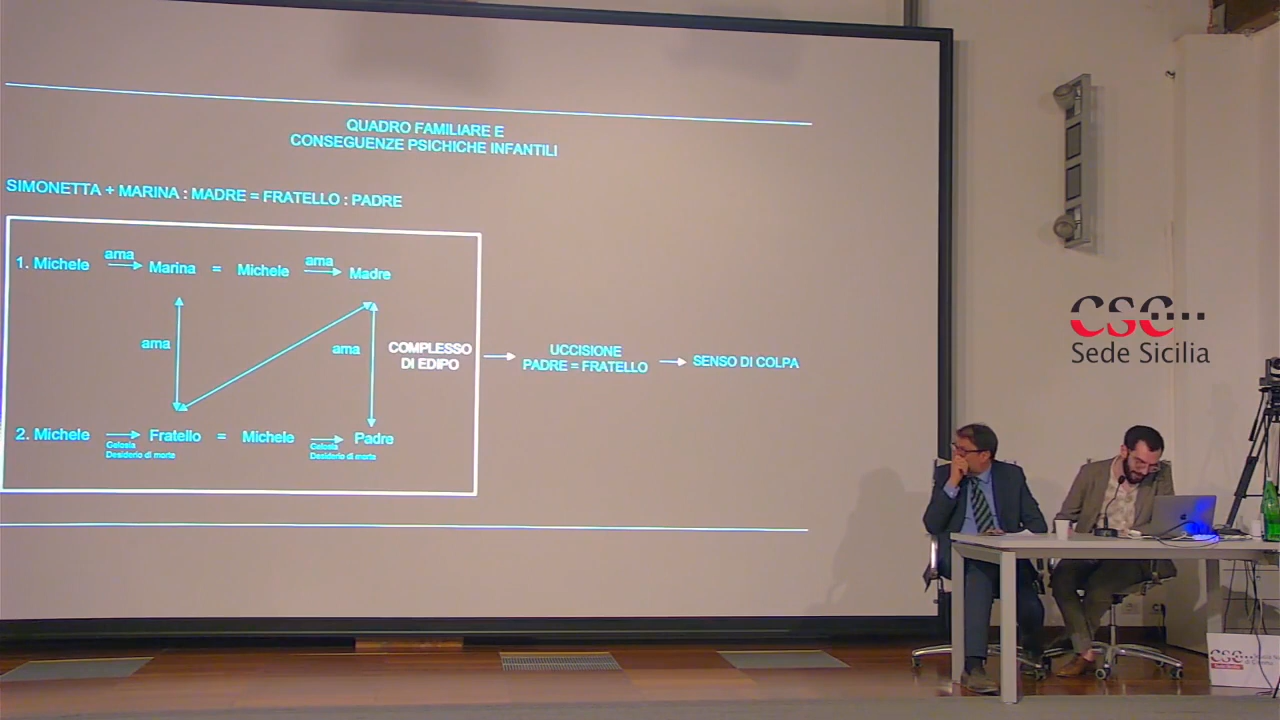 QUADRO FAMILIARE E
CONSEGUENZE PSICHICHE INFANTILI
SIMONETTA + MARINA : MADRE = FRATELLO : PADRE
1. Michele ama Marina = Michele ama Madre
ama ama
COMPLESSO
DI EDIPO
UCCISIONE
PADRE = FRATELLO
SENSO DI COLPA
2. Michele Fratello = Michele Padre
Gelosia Gelosia
Desiderio di morte Desiderio di morte
CSC...
Sede Sicilia
CSC...